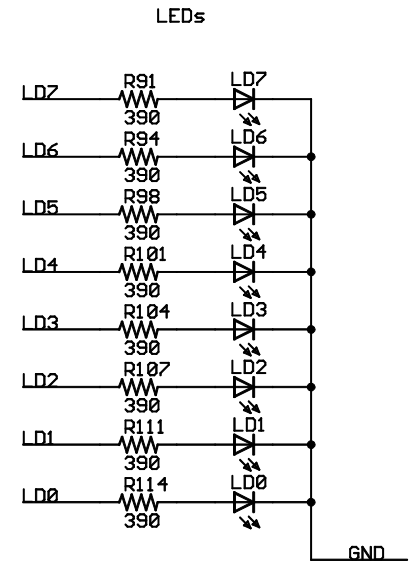 LEDs
R91 LD7
LD7
390
R94 LD6
LD6
390
R98 LD5
LD5
390
R101 LD4
LD4
390
R104 LD3
LD3
390
R107 LD2
LD2
390
R111 LD1
LD1
390
R114 LD0
LD0
390
GND